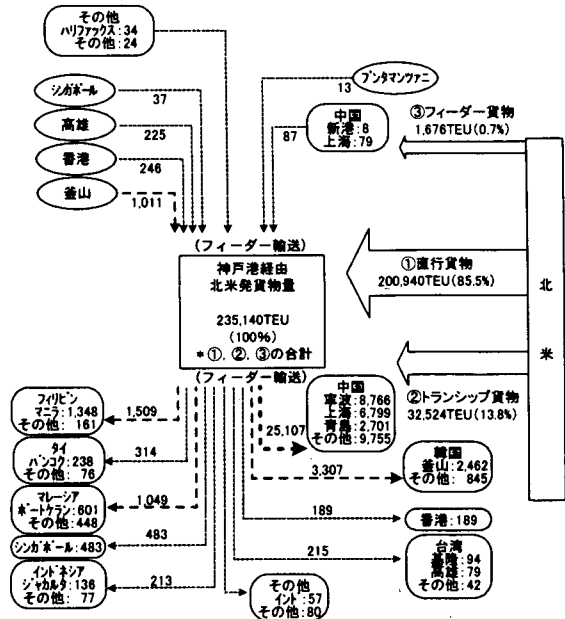 その他
ハリファックス:34
その他:24
シンガポール
37
高雄
225
香港
246
釜山
1,011
プンタマンツァニ
13
中国
新港:8
上海:79
87
③フィーダー貨物
1,676TEU(0.7%)
(フィーダー輸送)
神戸港経由
北米発貨物量
235,140TEU
(100%)
*①,②,③の合計
(フィーダー輸送)
①直行貨物
200,940TEU(85.5%)
北
米
②トランシップ貨物
32,524TEU(13.8%)
フィリピン
マニラ:1,348
その他:161
1,509
タイ
バンコク:238
その他:76
314
マレーシア
ポートケラン:601
その他:448
1,049
シンガポール:483
483
インドネシア
ジャカルタ:136
その他:77
213
その他
インド:57
その他:80
中国
寧波:8,766
上海:6,799
青島:2,701
その他:9,755
25,107
韓国
釜山:2,462
その他:845
3,307
香港:189
189
台湾
基隆:94
高雄:79
その他:42
215